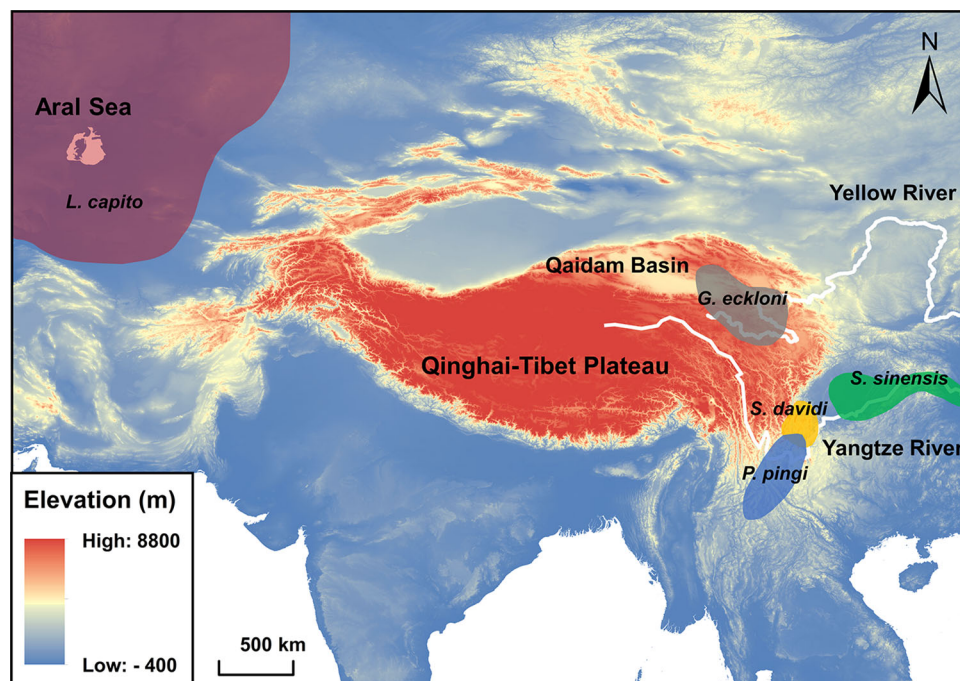 N
Aral Sea
L. capito
Yellow River
Qaidam Basin
G. eckloni
Qinghai-Tibet Plateau
S. sinensis
S. davidi
Yangtze River
P. pingi
Elevation (m)
High: 8800
Low: - 400
500 km